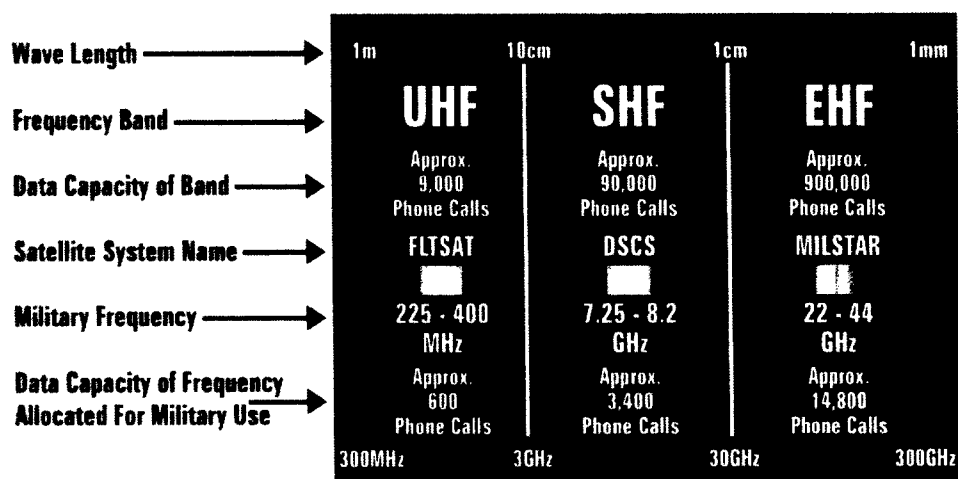 Wave Length 1m 10cm 1cm 1mm
Frequency Band UHF SHF EHF
Approx. Approx. Approx.
Data Capacity of Band 9,000 90,000 900,000
Phone Calls Phone Calls Phone Calls
Satellite System Name FLTSAT DSCS MILSTAR
Military Frequency 225 - 400 7.25 - 8.2 22 - 44
MHz GHz GHz
Data Capacity of Frequency Approx. Approx. Approx.
Allocated For Military Use 600 3,400 14,800
Phone Calls Phone Calls Phone Calls
300MHz 3GHz 30GHz 300GHz